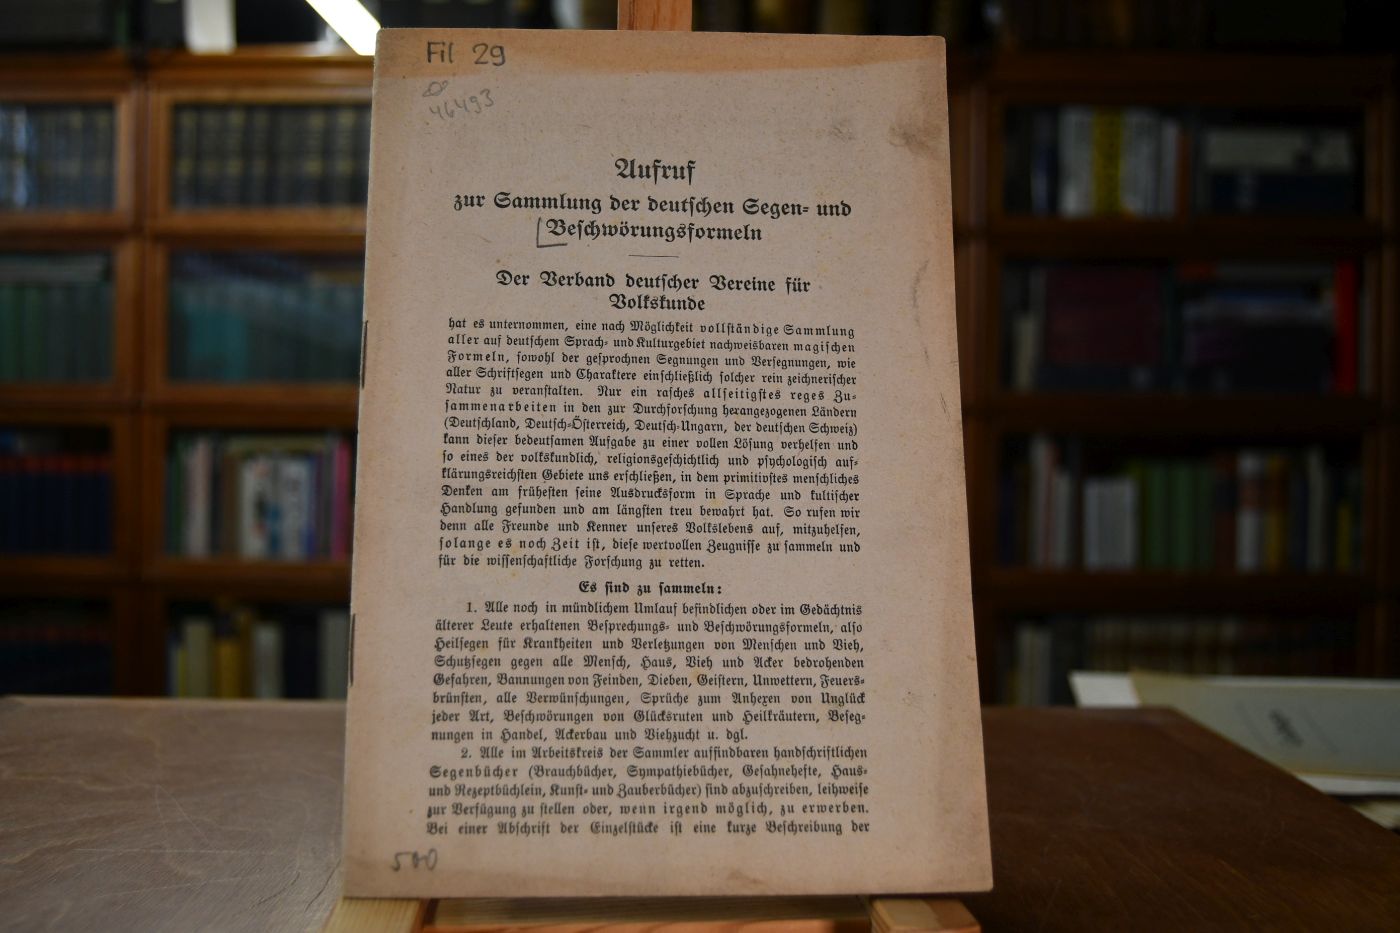 Fil 29
46493
Aufruf
zur Sammlung der deutschen Segen- und
Beschwörungsformeln
Der Verband deutscher Vereine für
Volkskunde
hat es unternommen, eine nach Möglichkeit vollständige Sammlung
aller auf deutschem Sprach- und Kulturgebiet nachweisbaren magischen
Formeln, sowohl der gesprochnen Segnungen und Versegnungen, wie
aller Schriftsegen und Charaktere einschließlich solcher rein zeichnerischer
Natur zu veranstalten. Nur ein rasches allseitigstes reges Zu-
sammenarbeiten in den zur Durchforschung herangezogenen Ländern
(Deutschland, Deutsch-Österreich, Deutsch-Ungarn, der deutschen Schweiz)
kann dieser bedeutsamen Aufgabe zu einer vollen Lösung verhelfen und
so eines der volkskundlich, religionsgeschichtlich und psychologisch auf-
klärungsreichsten Gebiete uns erschließen, in dem primitivstes menschliches
Denken am frühesten seine Ausdrucksform in Sprache und kultischer
Handlung gefunden und am längsten treu bewahrt hat. So rufen wir
denn alle Freunde und Kenner unseres Volkslebens auf, mitzuhelfen,
solange es noch Zeit ist, diese wertvollen Zeugnisse zu sammeln und
für die wissenschaftliche Forschung zu retten.
Es sind zu sammeln:
1. Alle noch in mündlichem Umlauf befindlichen oder im Gedächtnis
älterer Leute erhaltenen Besprechungs- und Beschwörungsformeln, also
Heilsegen für Krankheiten und Verletzungen von Menschen und Vieh,
Schutzsegen gegen alle Mensch, Haus, Vieh und Acker bedrohenden
Gefahren, Bannungen von Feinden, Dieben, Geistern, Unwettern, Feuers-
brünsten, alle Verwünschungen, Sprüche zum Anhexen von Unglück
jeder Art, Beschwörungen von Glücksruten und Heilkräutern, Beseg-
nungen in Handel, Ackerbau und Viehzucht u. dgl.
2. Alle im Arbeitskreis der Sammler auffindbaren handschriftlichen
Segenbücher (Brauchbücher, Sympathiebücher, Gesahnehefte, Haus-
und Rezeptbüchlein, Kunst- und Zauberbücher) sind abzuschreiben, leihweise
zur Verfügung zu stellen oder, wenn irgend möglich, zu erwerben.
Bei einer Abschrift der Einzelstücke ist eine kurze Beschreibung der
500